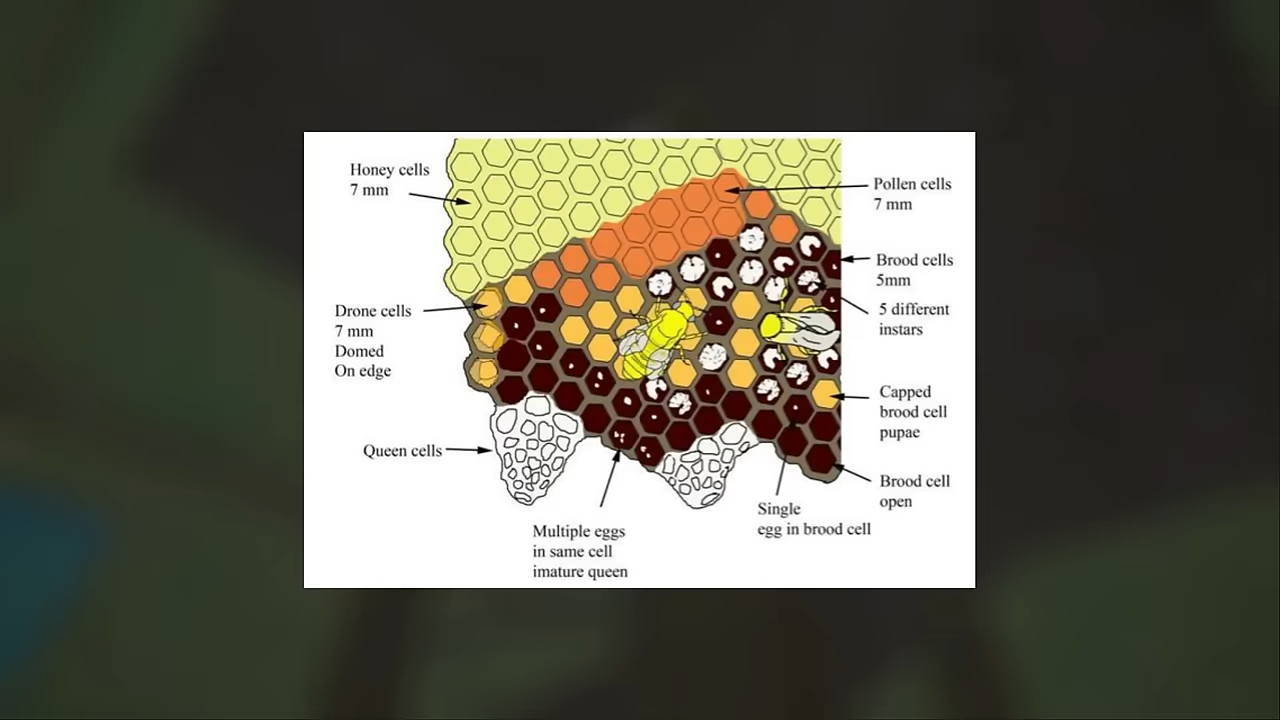 Honey cells
7 mm
Pollen cells
7 mm
Brood cells
5mm
5 different
instars
Drone cells
7 mm
Domed
On edge
Capped
brood cell
pupae
Queen cells
Brood cell
open
Single
egg in brood cell
Multiple eggs
in same cell
imature queen